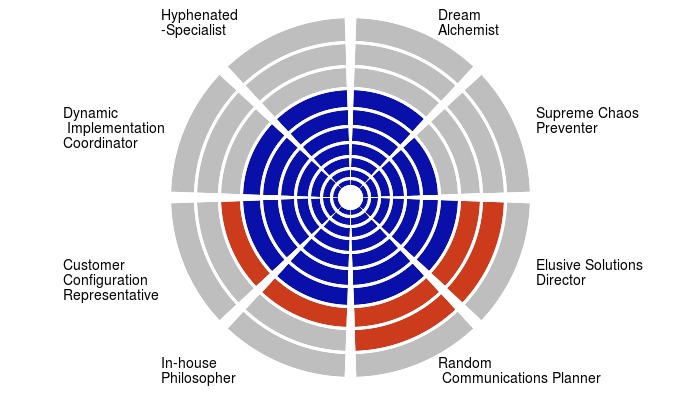 Hyphenated
-Specialist
Dream
Alchemist
Dynamic
Implementation
Coordinator
Supreme Chaos
Preventer
Customer
Configuration
Representative
Elusive Solutions
Director
In-house
Philosopher
Random
Communications Planner